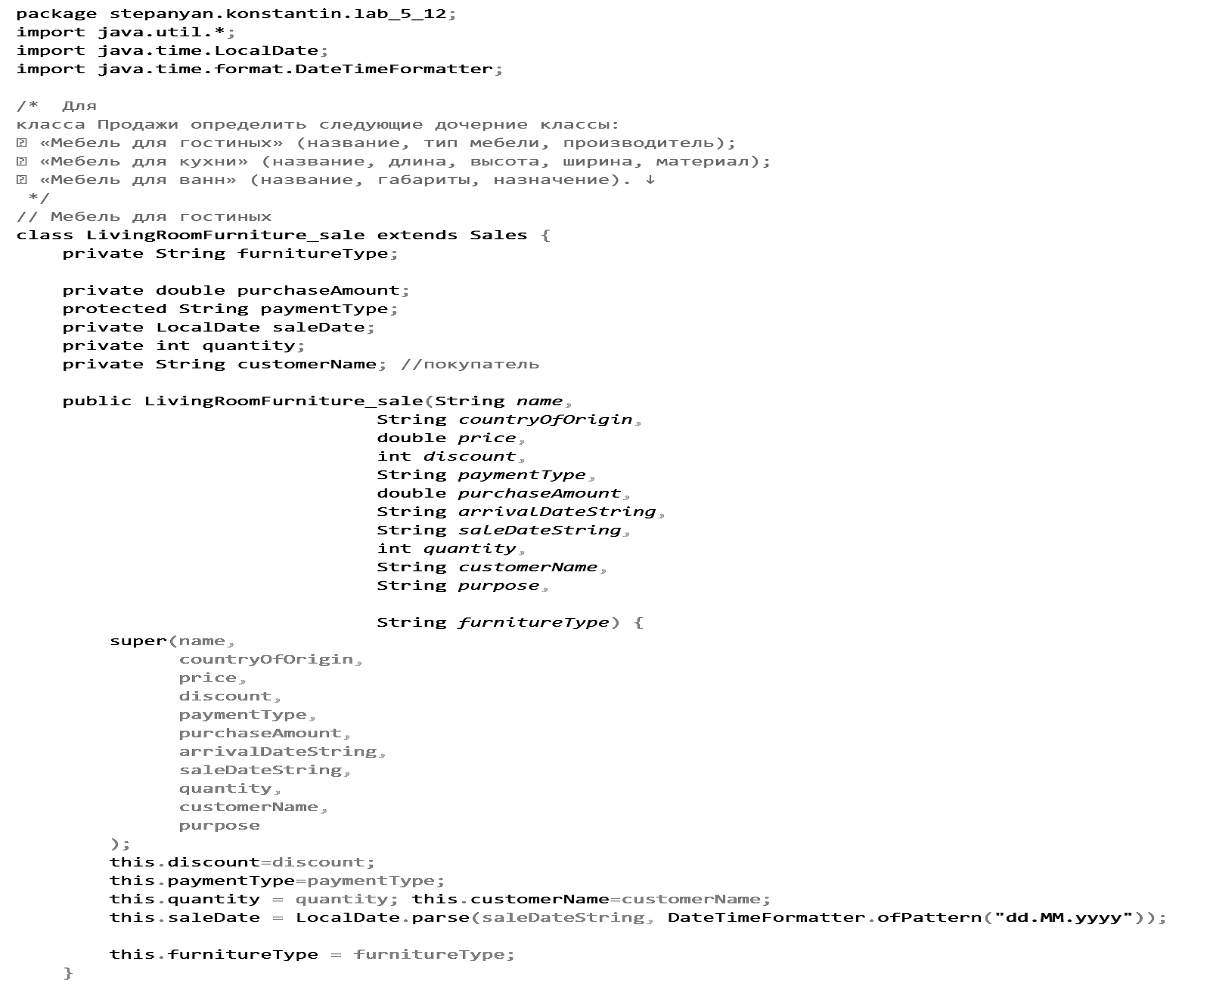 package stepanyan.konstantin.lab_5_12;
import java.util.*;
import java.time.LocalDate;
import java.time.format.DateTimeFormatter;
/*  Для
класса Продажи определить следующие дочерние классы:
⍰ «Мебель для гостиных» (название, тип мебели, производитель);
⍰ «Мебель для кухни» (название, длина, высота, ширина, материал);
⍰ «Мебель для ванн» (название, габариты, назначение). ↓
 */
// Мебель для гостиных
class LivingRoomFurniture_sale extends Sales {
    private String furnitureType;
    private double purchaseAmount;
    protected String paymentType;
    private LocalDate saleDate;
    private int quantity;
    private String customerName; //покупатель
    public LivingRoomFurniture_sale(String name,
                               String countryOfOrigin,
                               double price,
                               int discount,
                               String paymentType,
                               double purchaseAmount,
                               String arrivalDateString,
                               String saleDateString,
                               int quantity,
                               String customerName,
                               String purpose,
                               String furnitureType) {
        super(name,
              countryOfOrigin,
              price,
              discount,
              paymentType,
              purchaseAmount,
              arrivalDateString,
              saleDateString,
              quantity,
              customerName,
              purpose
        );
        this.discount=discount;
        this.paymentType=paymentType;
        this.quantity = quantity; this.customerName=customerName;
        this.saleDate = LocalDate.parse(saleDateString, DateTimeFormatter.ofPattern("dd.MM.yyyy"));
        this.furnitureType = furnitureType;
    }